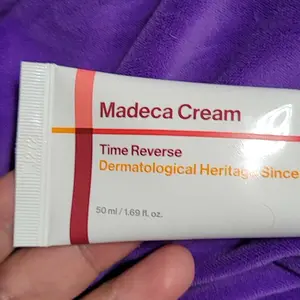 Madeca Cream
Time Reverse
Dermatological Heritage Since
50 ml / 1.69 fl. oz.